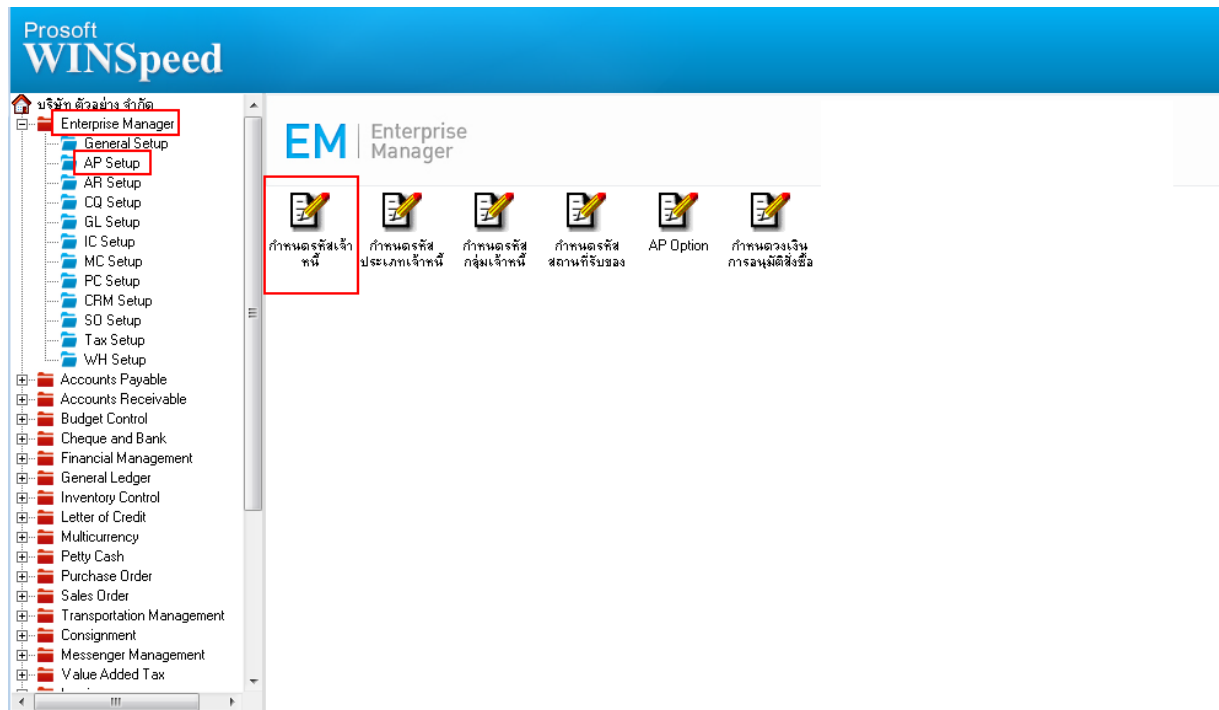 Prosoft
WINSpeed
บริษัท ตัวอย่าง จำกัด
Enterprise Manager
General Setup
AP Setup
AR Setup
CQ Setup
GL Setup
IC Setup
MC Setup
PC Setup
CRM Setup
SO Setup
Tax Setup
WH Setup
Accounts Payable
Accounts Receivable
Budget Control
Cheque and Bank
Financial Management
General Ledger
Inventory Control
Letter of Credit
Multicurrency
Petty Cash
Purchase Order
Sales Order
Transportation Management
Consignment
Messenger Management
Value Added Tax
EM
Enterprise
Manager
กำหนดรหัสเจ้า
หนี้
กำหนดรหัส
ประเภทเจ้าหนี้
กำหนดรหัส
กลุ่มเจ้าหนี้
กำหนดรหัส
สถานที่รับของ
AP Option
กำหนดวงเงิน
การอนุมัติสั่งซื้อ